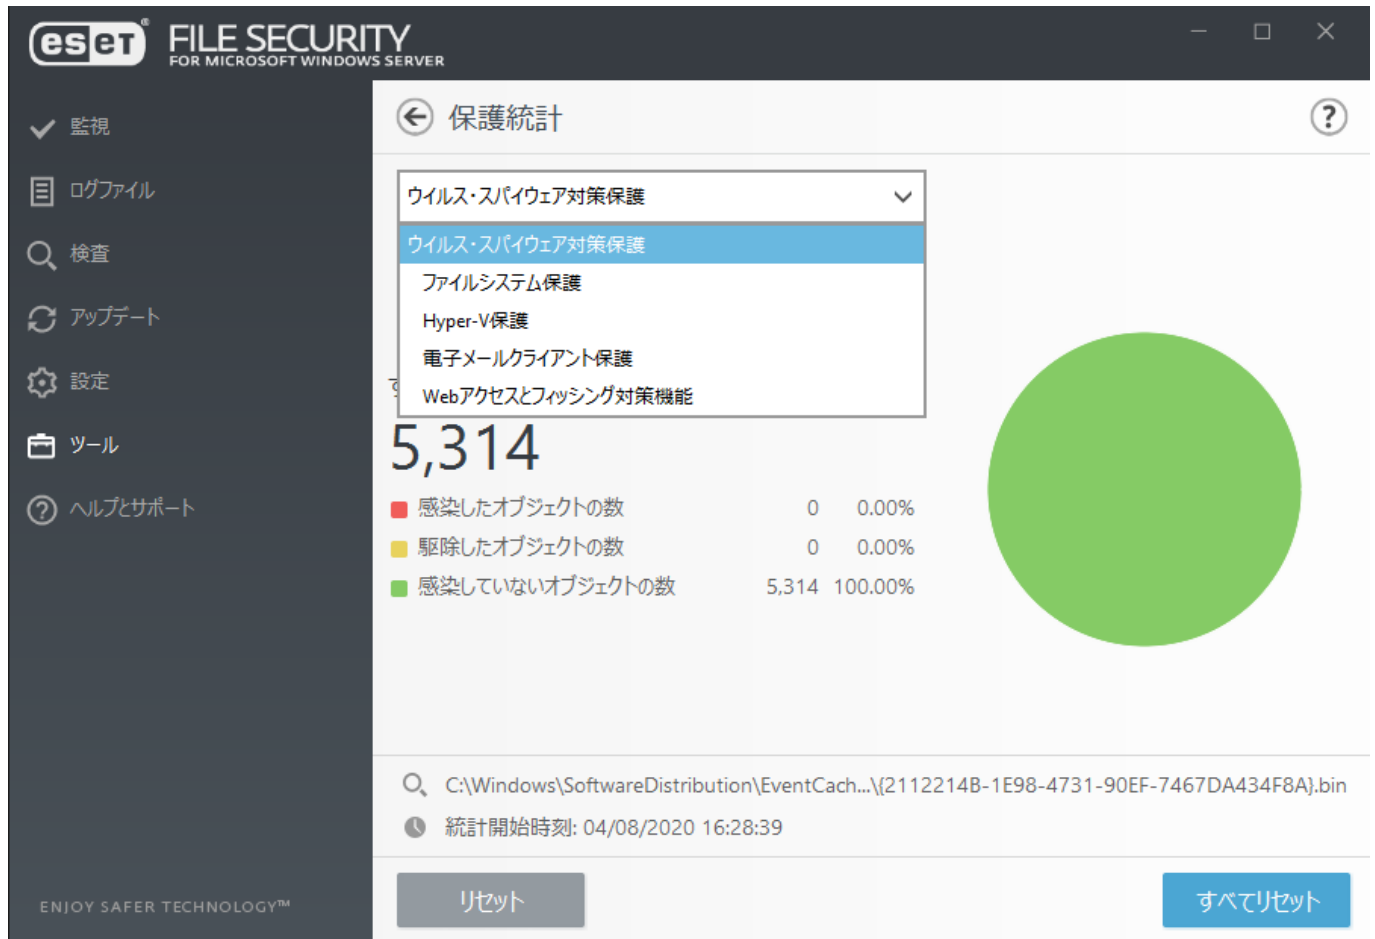 eset® FILE SECURITY
FOR MICROSOFT WINDOWS SERVER
監視
ログファイル
検査
アップデート
設定
ツール
ヘルプとサポート
ENJOY SAFER TECHNOLOGY™
保護統計
ウイルス・スパイウェア対策保護
ウイルス・スパイウェア対策保護
ファイルシステム保護
Hyper-V保護
電子メールクライアント保護
Webアクセスとフィッシング対策機能
5,314
感染したオブジェクトの数 0 0.00%
駆除したオブジェクトの数 0 0.00%
感染していないオブジェクトの数 5,314 100.00%
C:\Windows\SoftwareDistribution\EventCach...\{2112214B-1E98-4731-90EF-7467DA434F8A}.bin
統計開始時刻: 04/08/2020 16:28:39
リセット
すべてリセット